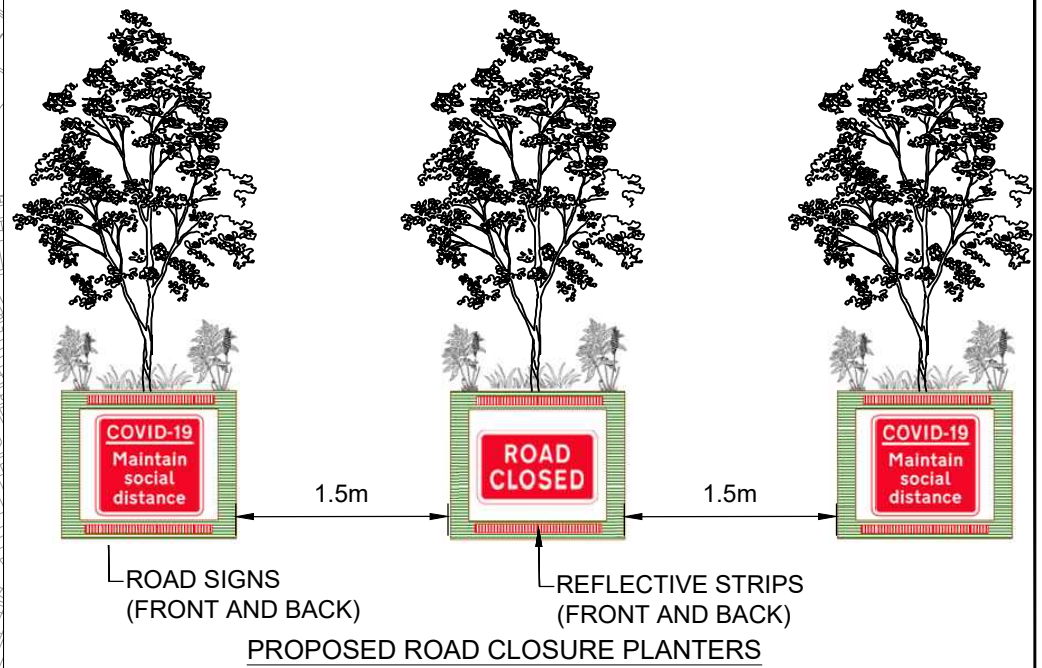 COVID-19
Maintain
social
distance
ROAD
CLOSED
COVID-19
Maintain
social
distance
1.5m
1.5m
ROAD SIGNS
(FRONT AND BACK)
REFLECTIVE STRIPS
(FRONT AND BACK)
PROPOSED ROAD CLOSURE PLANTERS